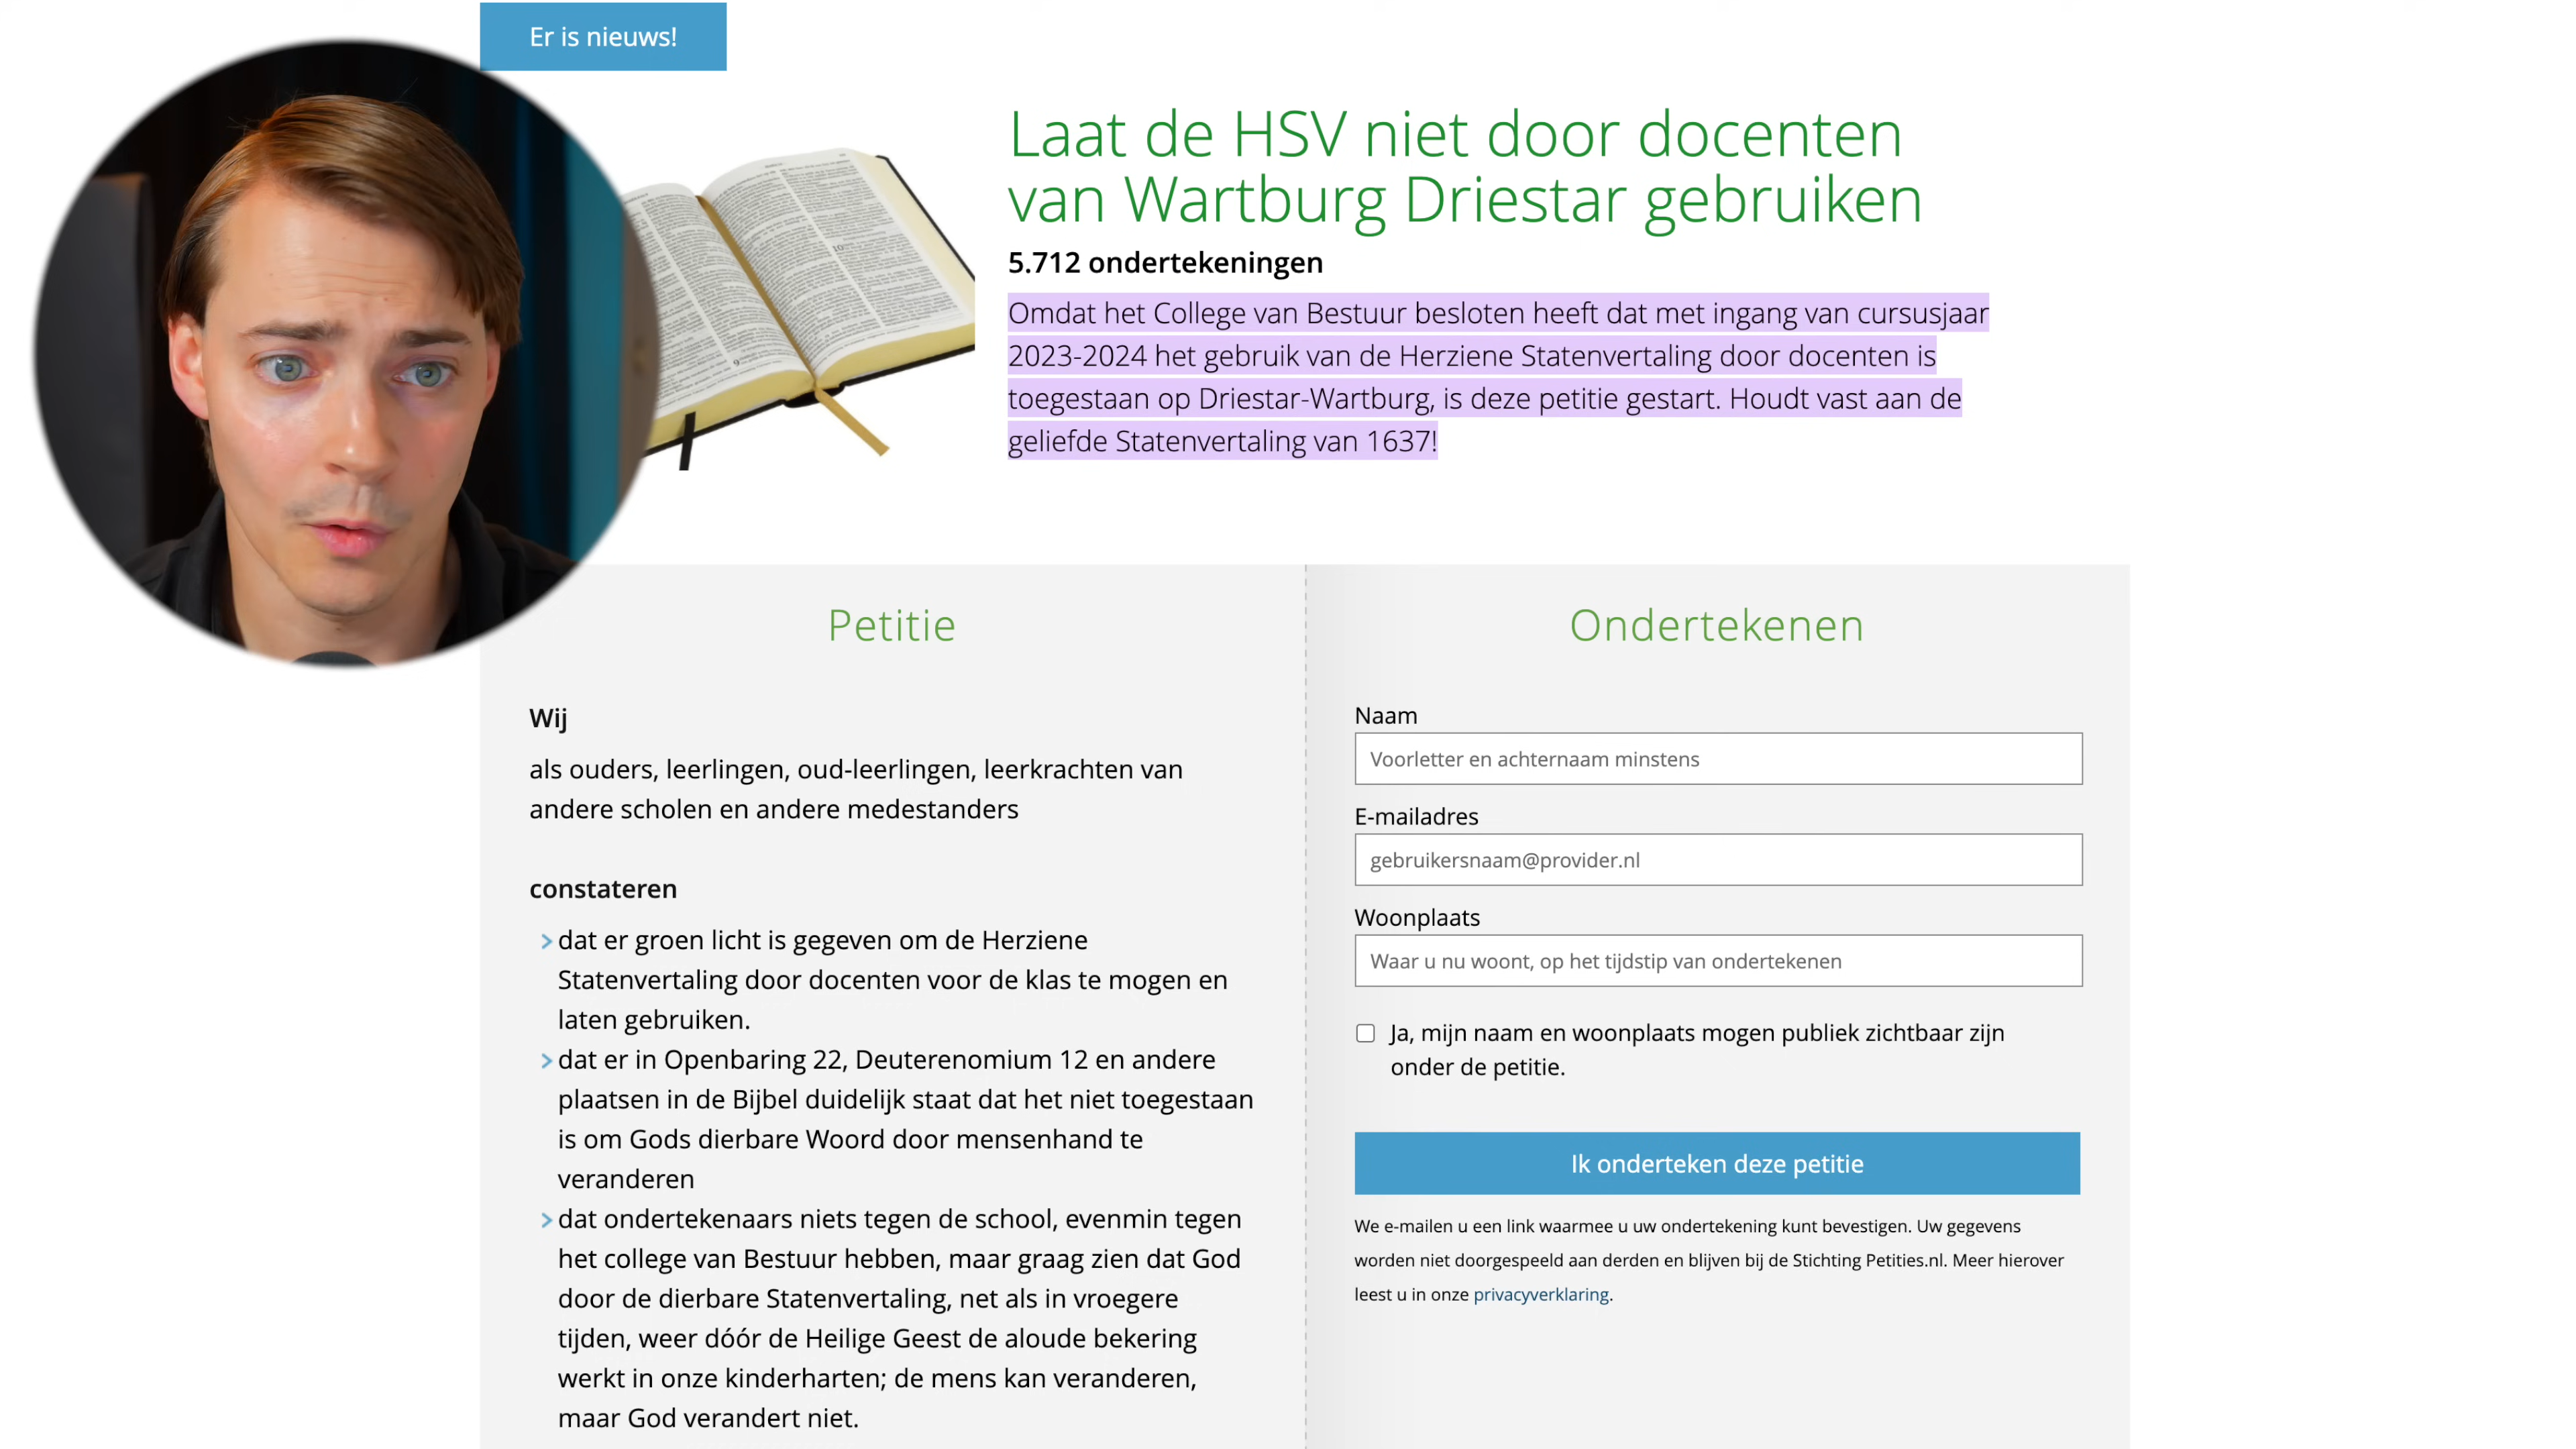 Er is nieuws!
Laat de HSV niet door docenten
van Wartburg Driestar gebruiken
5.712 ondertekeningen
Omdat het College van Bestuur besloten heeft dat met ingang van cursusjaar
2023-2024 het gebruik van de Herziene Statenvertaling door docenten is
toegestaan op Driestar-Wartburg, is deze petitie gestart. Houdt vast aan de
geliefde Statenvertaling van 1637!
Petitie
Wij
als ouders, leerlingen, oud-leerlingen, leerkrachten van
andere scholen en andere medestanders
constateren
dat er groen licht is gegeven om de Herziene
Statenvertaling door docenten voor de klas te mogen en
laten gebruiken.
dat er in Openbaring 22, Deuterenomium 12 en andere
plaatsen in de Bijbel duidelijk staat dat het niet toegestaan
is om Gods dierbare Woord door mensenhand te
veranderen
dat ondertekenaars niets tegen de school, evenmin tegen
het college van Bestuur hebben, maar graag zien dat God
door de dierbare Statenvertaling, net als in vroegere
tijden, weer dóór de Heilige Geest de aloude bekering
werkt in onze kinderharten; de mens kan veranderen,
maar God verandert niet.
Ondertekenen
Naam
Voorletter en achternaam minstens
E-mailadres
gebruikersnaam@provider.nl
Woonplaats
Waar u nu woont, op het tijdstip van ondertekenen
Ja, mijn naam en woonplaats mogen publiek zichtbaar zijn
onder de petitie.
Ik onderteken deze petitie
We e-mailen u een link waarmee u uw ondertekening kunt bevestigen. Uw gegevens
worden niet doorgespeeld aan derden en blijven bij de Stichting Petities.nl. Meer hierover
leest u in onze privacyverklaring.